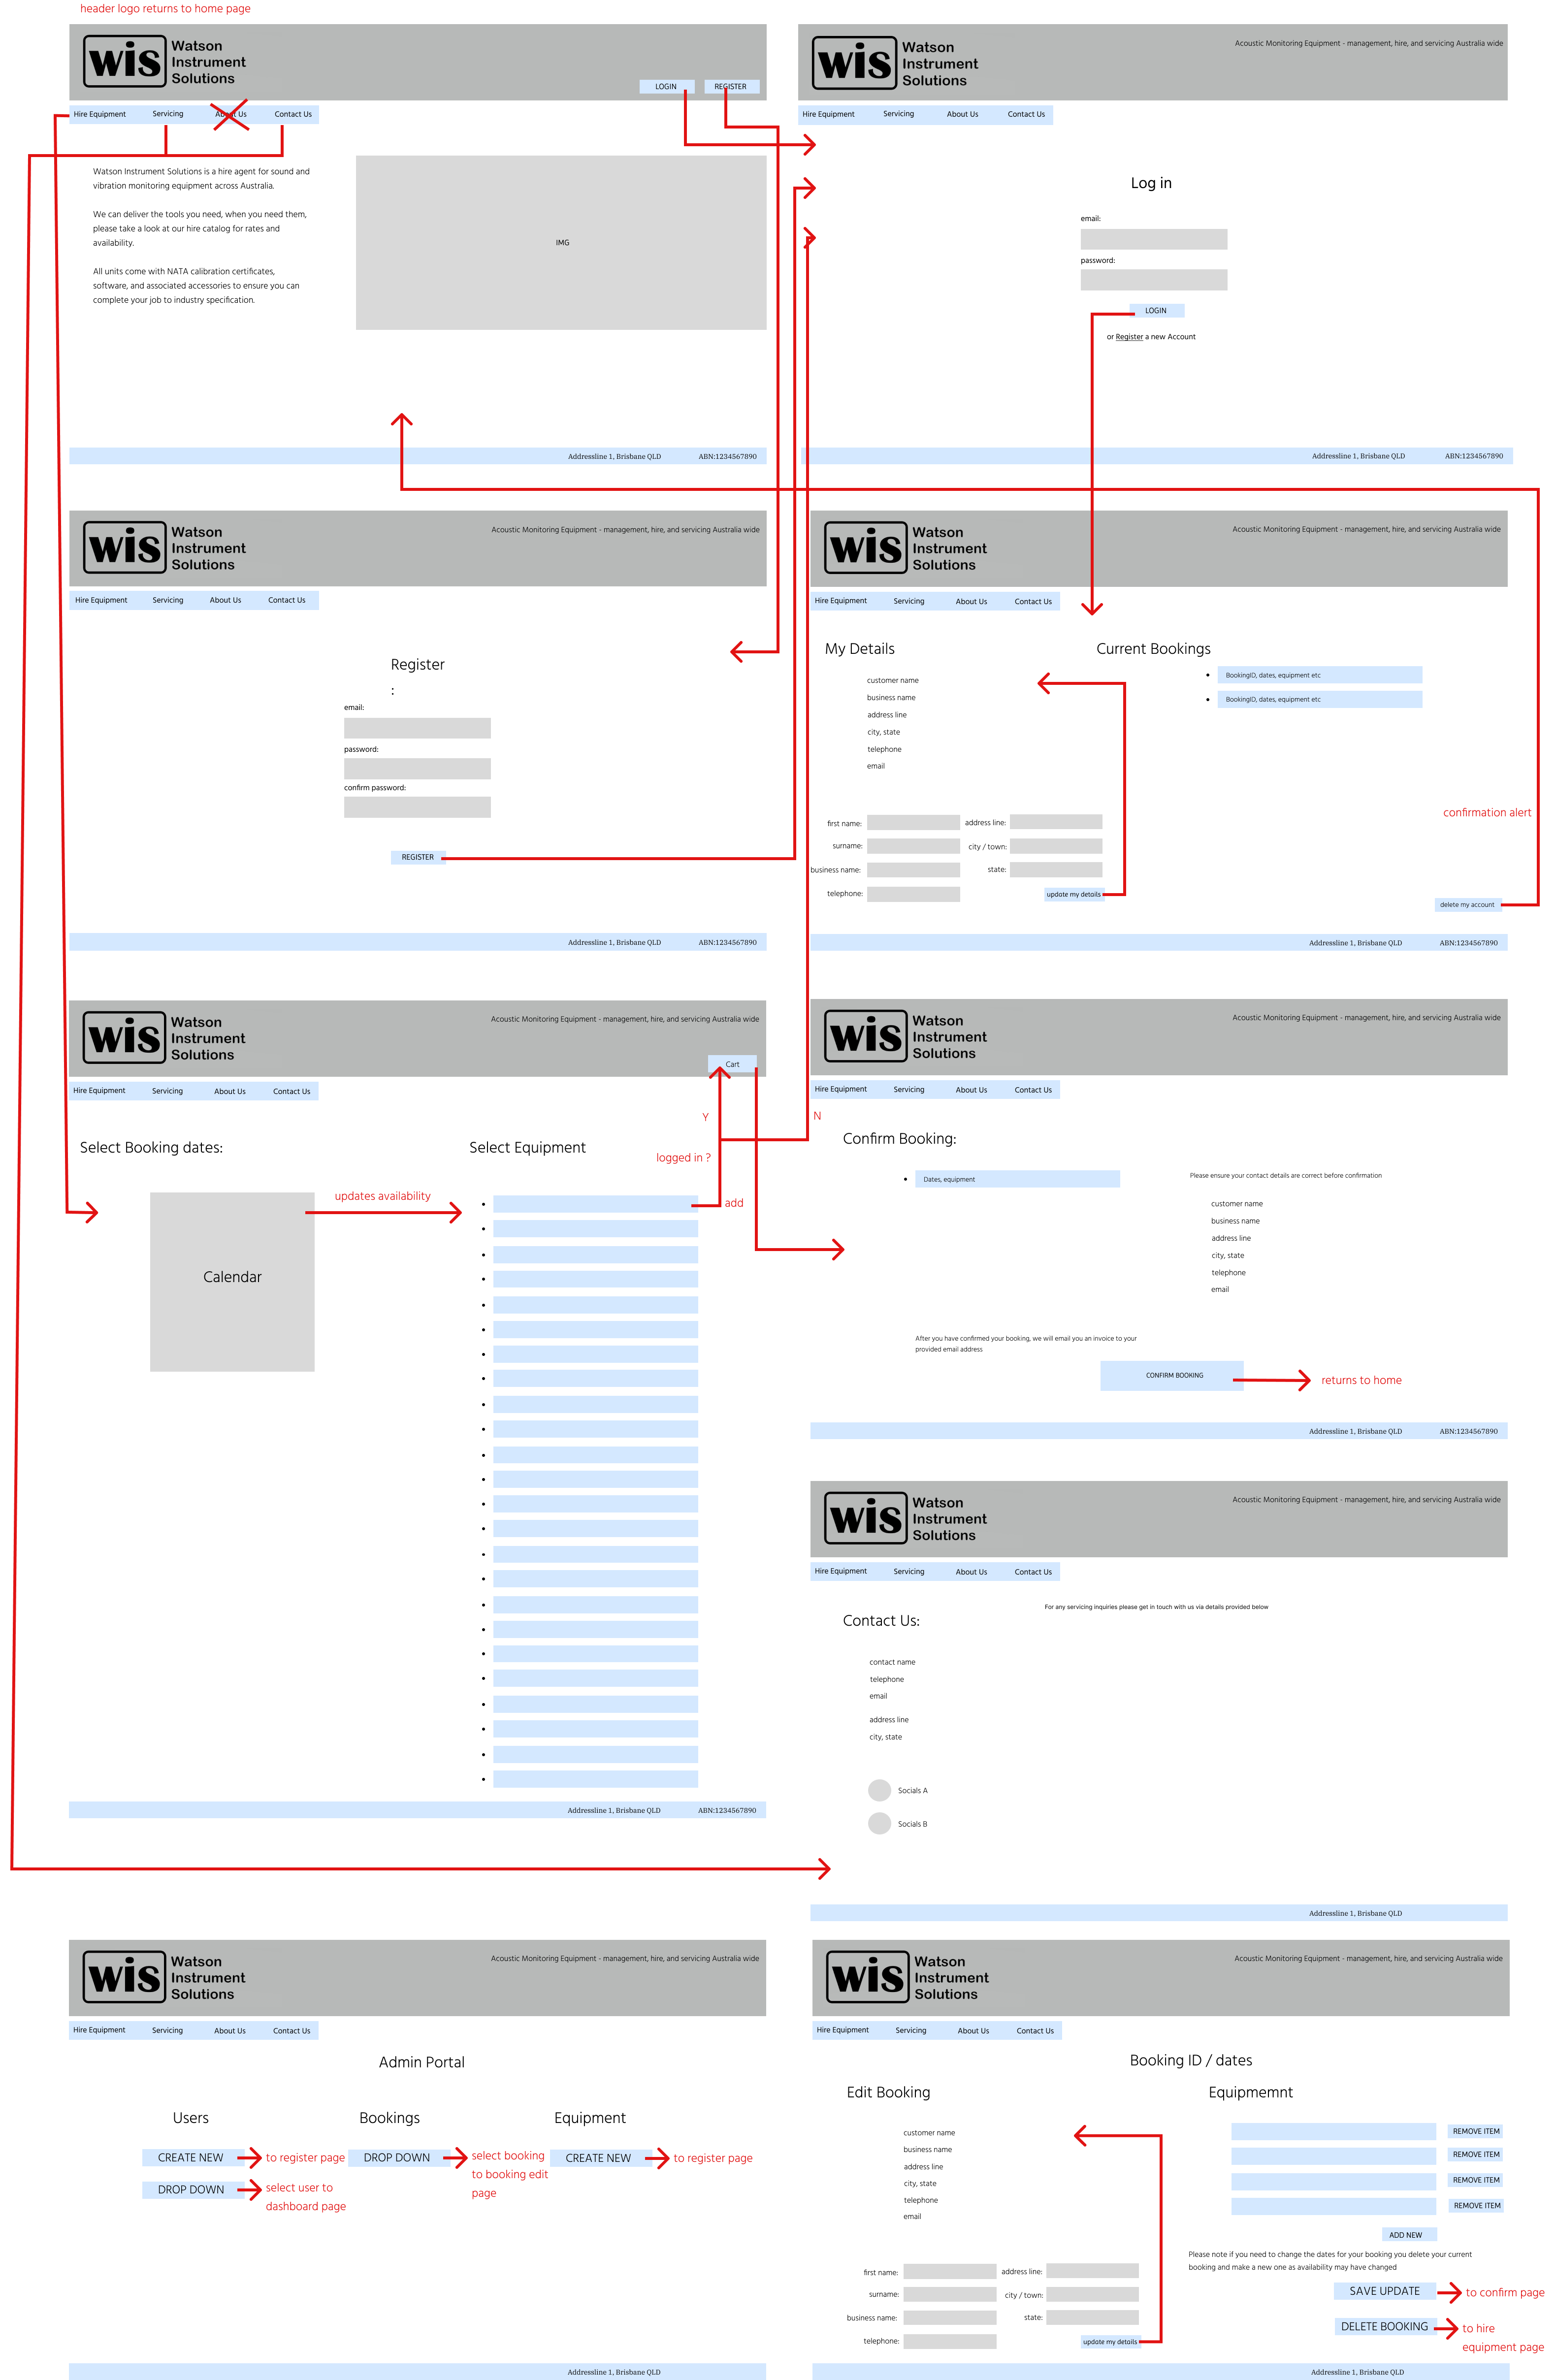 header logo returns to home page
wis
Watson
Instrument
Solutions
LOGIN
REGISTER
Hire Equipment
Servicing
About Us
Contact Us
Watson Instrument Solutions is a hire agent for sound and
vibration monitoring equipment across Australia.
We can deliver the tools you need, when you need them,
please take a look at our hire catalog for rates and
availability.
All units come with NATA calibration certificates,
software, and associated accessories to ensure you can
complete your job to industry specification.
IMG
Addressline 1, Brisbane QLD
ABN:1234567890
wis
Watson
Instrument
Solutions
Acoustic Monitoring Equipment - management, hire, and servicing Australia wide
Hire Equipment
Servicing
About Us
Contact Us
Log in
email:
password:
LOGIN
or Register a new Account
Addressline 1, Brisbane QLD
ABN:1234567890
wis
Watson
Instrument
Solutions
Acoustic Monitoring Equipment - management, hire, and servicing Australia wide
Hire Equipment
Servicing
About Us
Contact Us
Register
:
email:
password:
confirm password:
REGISTER
Addressline 1, Brisbane QLD
ABN:1234567890
wis
Watson
Instrument
Solutions
Acoustic Monitoring Equipment - management, hire, and servicing Australia wide
Hire Equipment
Servicing
About Us
Contact Us
My Details
customer name
business name
address line
city, state
telephone
email
Current Bookings
BookingID, dates, equipment etc
BookingID, dates, equipment etc
first name:
address line:
surname:
city / town:
business name:
state:
telephone:
update my details
confirmation alert
delete my account
Addressline 1, Brisbane QLD
ABN:1234567890
wis
Watson
Instrument
Solutions
Acoustic Monitoring Equipment - management, hire, and servicing Australia wide
Cart
Hire Equipment
Servicing
About Us
Contact Us
Y
N
logged in ?
Select Booking dates:
Select Equipment
updates availability
add
Calendar
Addressline 1, Brisbane QLD
ABN:1234567890
wis
Watson
Instrument
Solutions
Acoustic Monitoring Equipment - management, hire, and servicing Australia wide
Hire Equipment
Servicing
About Us
Contact Us
Confirm Booking:
Dates, equipment
Please ensure your contact details are correct before confirmation
customer name
business name
address line
city, state
telephone
email
After you have confirmed your booking, we will email you an invoice to your
provided email address
CONFIRM BOOKING
returns to home
Addressline 1, Brisbane QLD
ABN:1234567890
wis
Watson
Instrument
Solutions
Acoustic Monitoring Equipment - management, hire, and servicing Australia wide
Hire Equipment
Servicing
About Us
Contact Us
For any servicing inquiries please get in touch with us via details provided below
Contact Us:
contact name
telephone
email
address line
city, state
Socials A
Socials B
Addressline 1, Brisbane QLD
wis
Watson
Instrument
Solutions
Acoustic Monitoring Equipment - management, hire, and servicing Australia wide
Hire Equipment
Servicing
About Us
Contact Us
Admin Portal
Users
Bookings
Equipment
CREATE NEW
to register page
DROP DOWN
select booking
to booking edit
page
CREATE NEW
to register page
DROP DOWN
select user to
dashboard page
Addressline 1, Brisbane QLD
wis
Watson
Instrument
Solutions
Acoustic Monitoring Equipment - management, hire, and servicing Australia wide
Hire Equipment
Servicing
About Us
Contact Us
Booking ID / dates
Edit Booking
Equipmemnt
customer name
business name
address line
city, state
telephone
email
REMOVE ITEM
REMOVE ITEM
REMOVE ITEM
REMOVE ITEM
ADD NEW
Please note if you need to change the dates for your booking you delete your current
booking and make a new one as availability may have changed
first name:
address line:
surname:
city / town:
business name:
state:
telephone:
update my details
SAVE UPDATE
to confirm page
DELETE BOOKING
to hire
equipment page
Addressline 1, Brisbane QLD